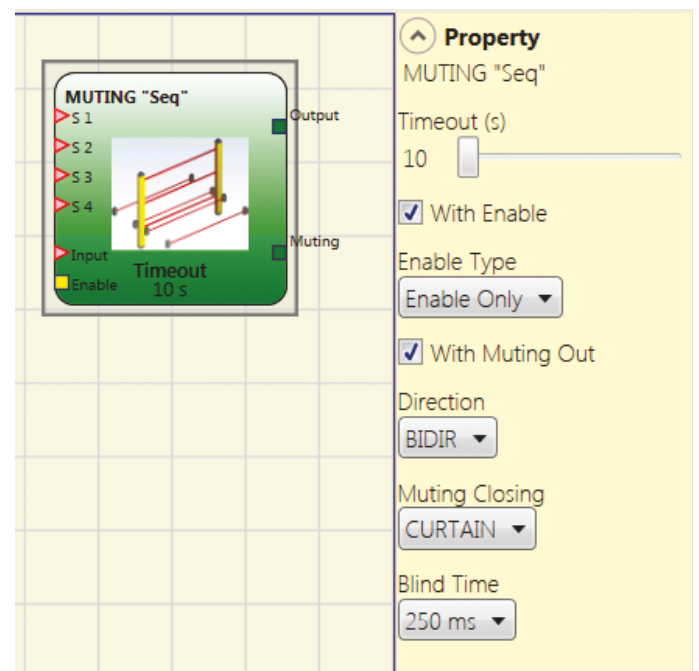 MUTING "Seq"
S 1
Output
S 2
S 3
S 4
Muting
Input
Timeout
Enable
10 s
Property
MUTING "Seq"
Timeout (s)
10
With Enable
Enable Type
Enable Only
With Muting Out
Direction
BIDIR
Muting Closing
CURTAIN
Blind Time
250 ms